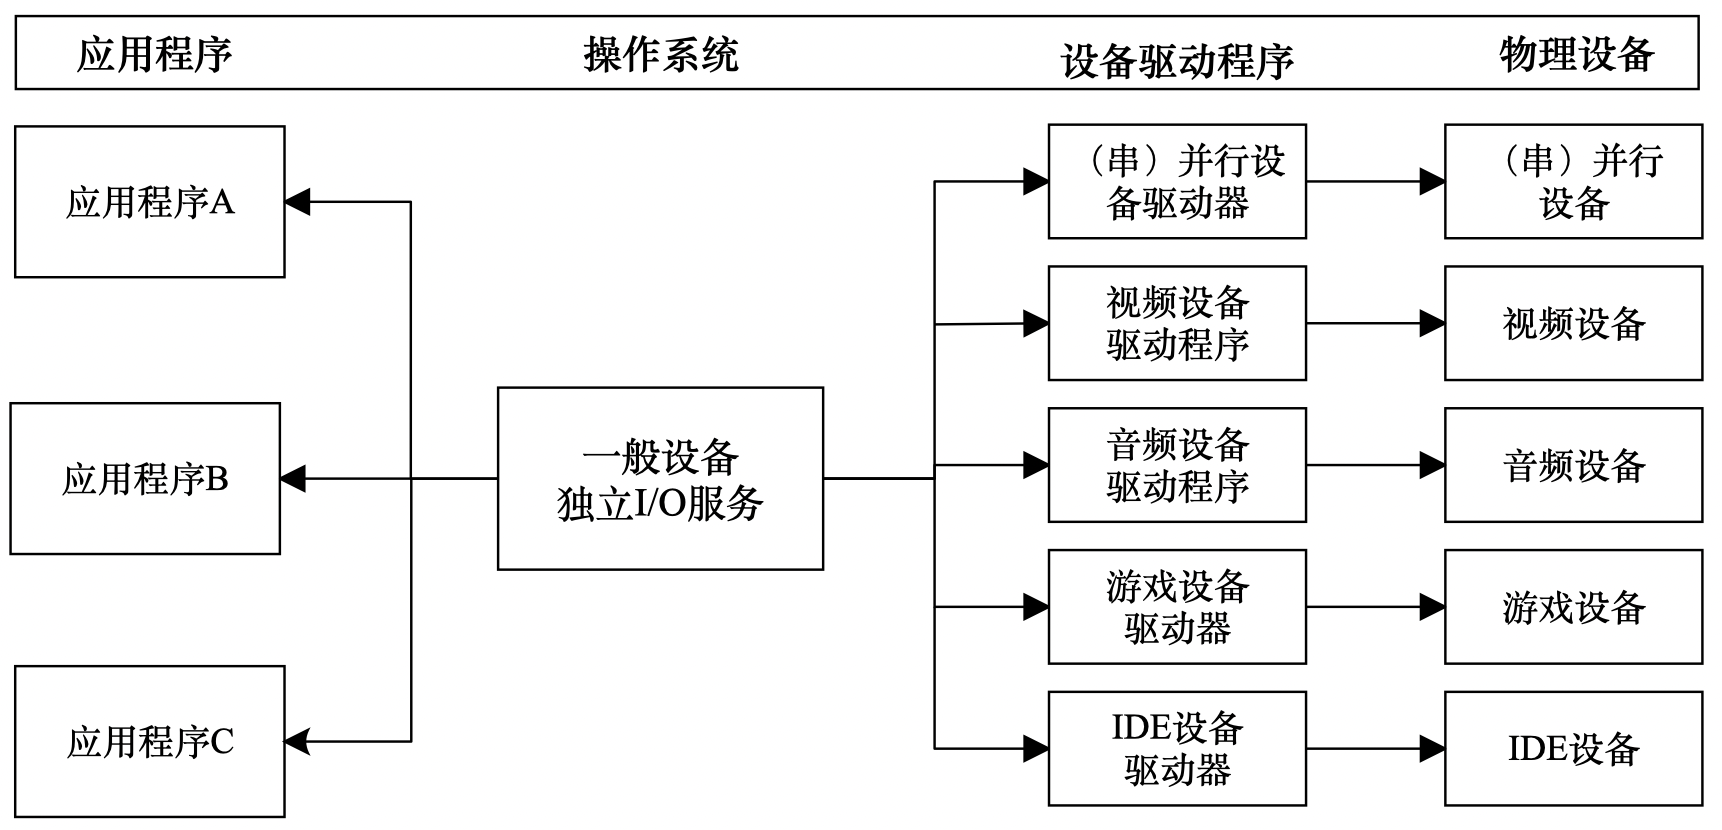 应用程序 操作系统 设备驱动程序 物理设备
应用程序A
应用程序B
应用程序C
一般设备
独立I/O服务
（串）并行设
备驱动器
视频设备
驱动程序
音频设备
驱动程序
游戏设备
驱动器
IDE设备
驱动器
（串）并行
设备
视频设备
音频设备
游戏设备
IDE设备